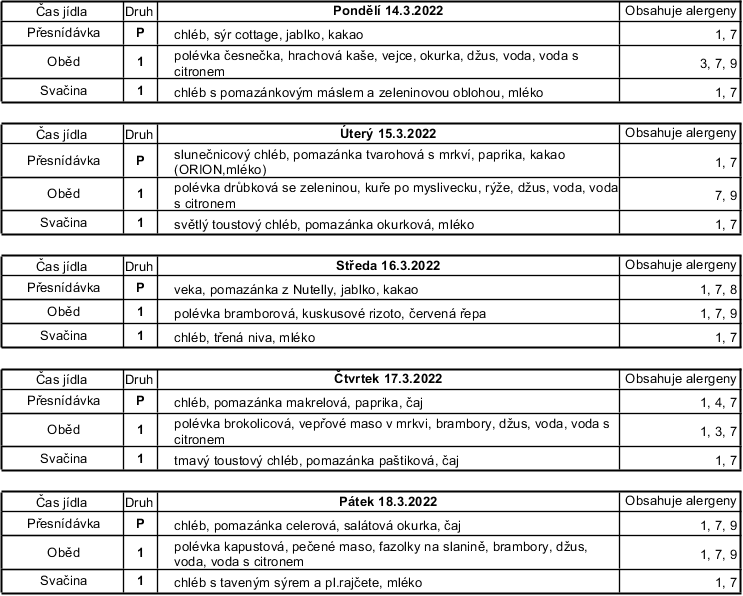 Čas jídla Druh Pondělí 14.3.2022 Obsahuje alergeny
Přesnídávka P chléb, sýr cottage, jablko, kakao 1, 7
Oběd 1 polévka česnečka, hrachová kaše, vejce, okurka, džus, voda, voda s
citronem 3, 7, 9
Svačina 1 chléb s pomazánkovým máslem a zeleninovou oblohou, mléko 1, 7
Čas jídla Druh Úterý 15.3.2022 Obsahuje alergeny
Přesnídávka P slunečnicový chléb, pomazánka tvarohová s mrkví, paprika, kakao
(ORION,mléko) 1, 7
Oběd 1 polévka drůbková se zeleninou, kuře po myslivecku, rýže, džus, voda, voda
s citronem 7, 9
Svačina 1 světlý toustový chléb, pomazánka okurková, mléko 1, 7
Čas jídla Druh Středa 16.3.2022 Obsahuje alergeny
Přesnídávka P veka, pomazánka z Nutelly, jablko, kakao 1, 7, 8
Oběd 1 polévka bramborová, kuskusové rizoto, červená řepa 1, 7, 9
Svačina 1 chléb, třená niva, mléko 1, 7
Čas jídla Druh Čtvrtek 17.3.2022 Obsahuje alergeny
Přesnídávka P chléb, pomazánka makrelová, paprika, čaj 1, 4, 7
Oběd 1 polévka brokolicová, vepřové maso v mrkvi, brambory, džus, voda, voda s
citronem 1, 3, 7
Svačina 1 tmavý toustový chléb, pomazánka paštiková, čaj 1, 7
Čas jídla Druh Pátek 18.3.2022 Obsahuje alergeny
Přesnídávka P chléb, pomazánka celerová, salátová okurka, čaj 1, 7, 9
Oběd 1 polévka kapustová, pečené maso, fazolky na slanině, brambory, džus,
voda, voda s citronem 1, 7, 9
Svačina 1 chléb s taveným sýrem a pl.rajčete, mléko 1, 7